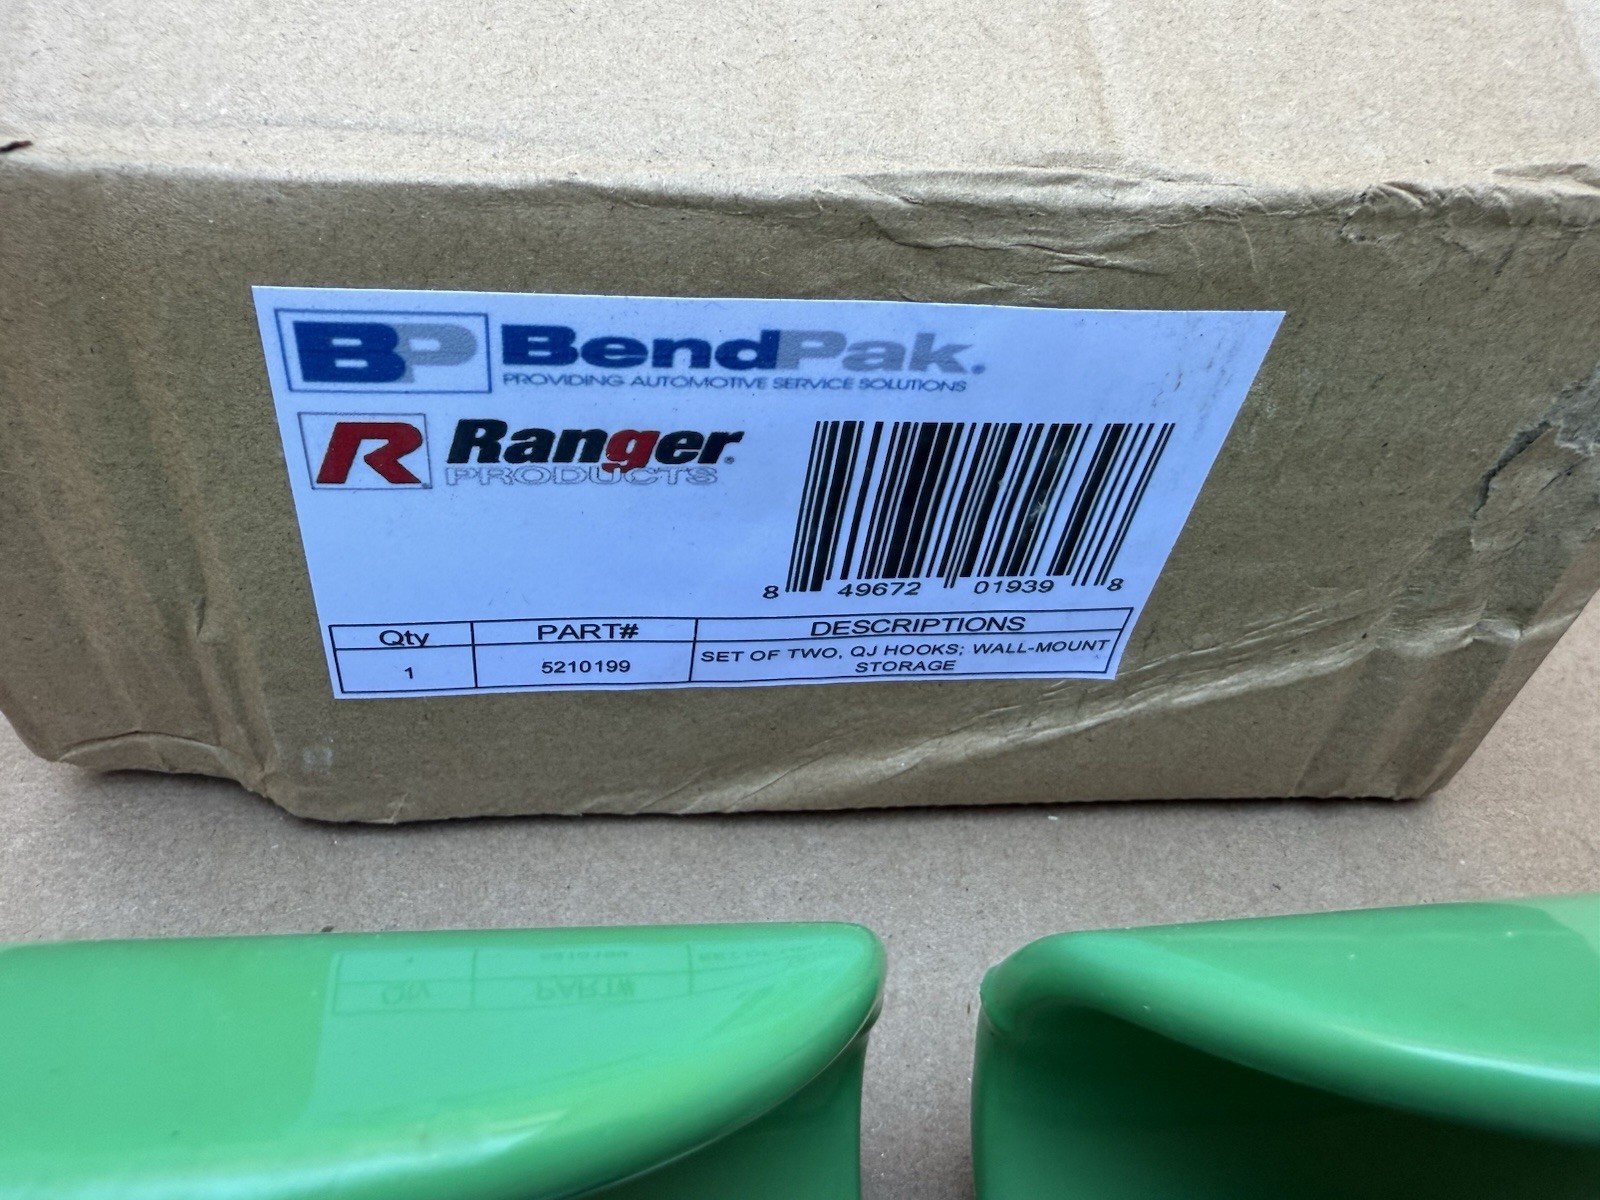 BP BendPak.
PROVIDING AUTOMOTIVE SERVICE SOLUTIONS
R Ranger®
PRODUCTS
8 49672 01939 8
Qty PART# DESCRIPTIONS
1 5210199 SET OF TWO, QJ HOOKS; WALL-MOUNT
STORAGE